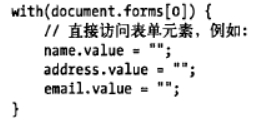 with(document.forms[0]) {
    // 直接访问表单元素，例如：
    name.value = "";
    address.value = "";
    email.value = "";
}